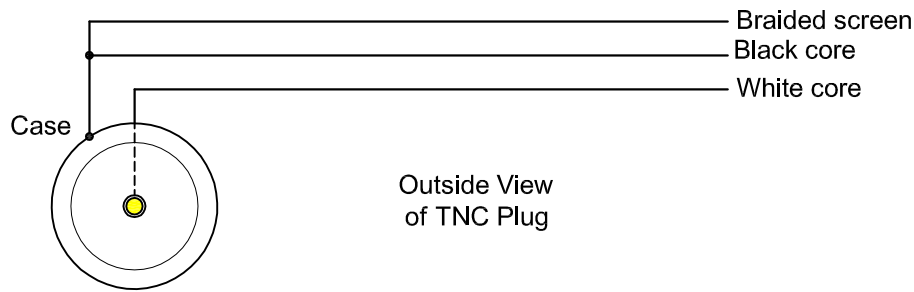 Braided screen
Black core
White core
Case
Outside View
of TNC Plug